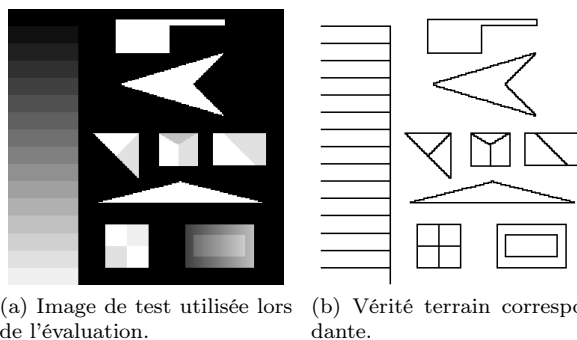 (a) Image de test utilisée lors
de l'évaluation.
(b) Vérité terrain correspo
dante.